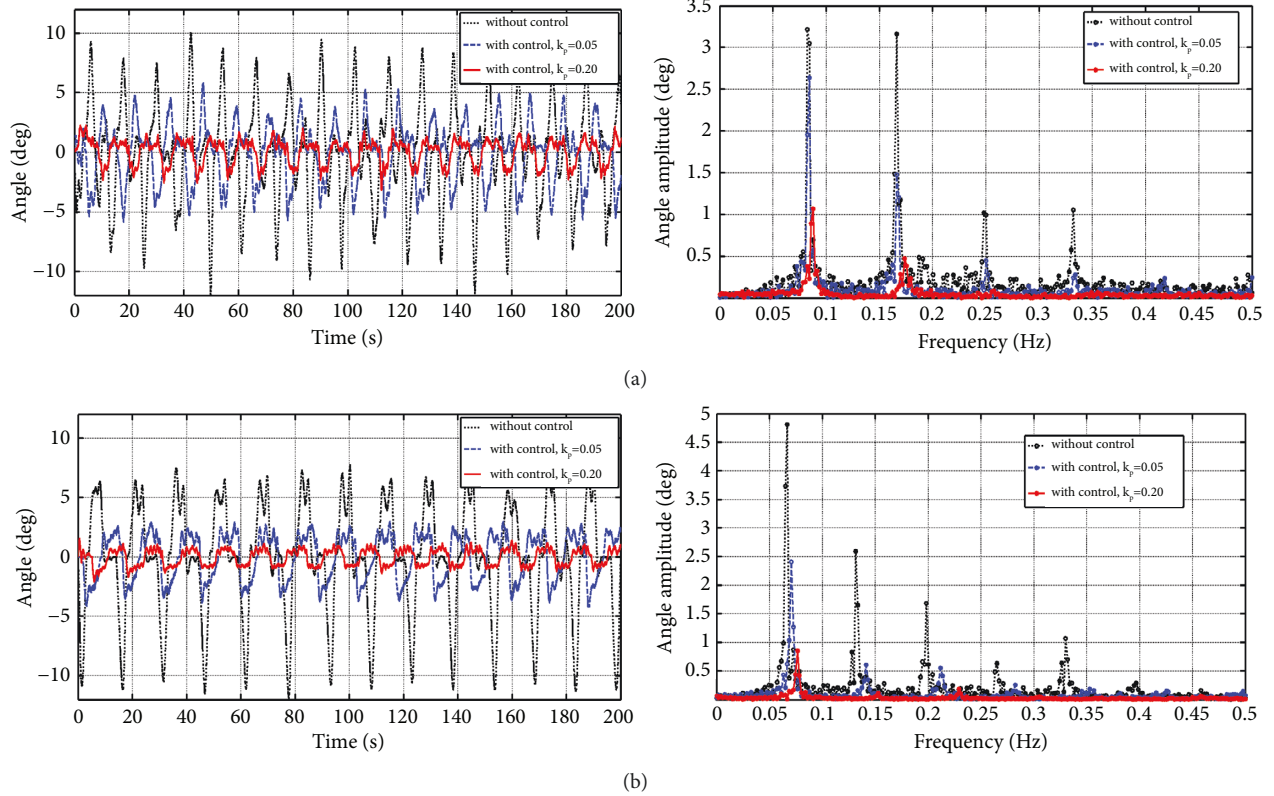 10
5
0
−5
−10
Angle (deg)
without control
with control, kp=0.05
with control, kp=0.20
0 20 40 60 80 100 120 140 160 180 200
Time (s)
3.5
3
2.5
2
1.5
1
0.5
Angle amplitude (deg)
without control
with control, kp=0.05
with control, kp=0.20
0 0.05 0.1 0.15 0.2 0.25 0.3 0.35 0.4 0.45 0.5
Frequency (Hz)
(a)
10
5
0
−5
−10
Angle (deg)
without control
with control, kp=0.05
with control, kp=0.20
0 20 40 60 80 100 120 140 160 180 200
Time (s)
5
4.5
4
3.5
3
2.5
2
1.5
1
0.5
Angle amplitude (deg)
without control
with control, kp=0.05
with control, kp=0.20
0 0.05 0.1 0.15 0.2 0.25 0.3 0.35 0.4 0.45 0.5
Frequency (Hz)
(b)